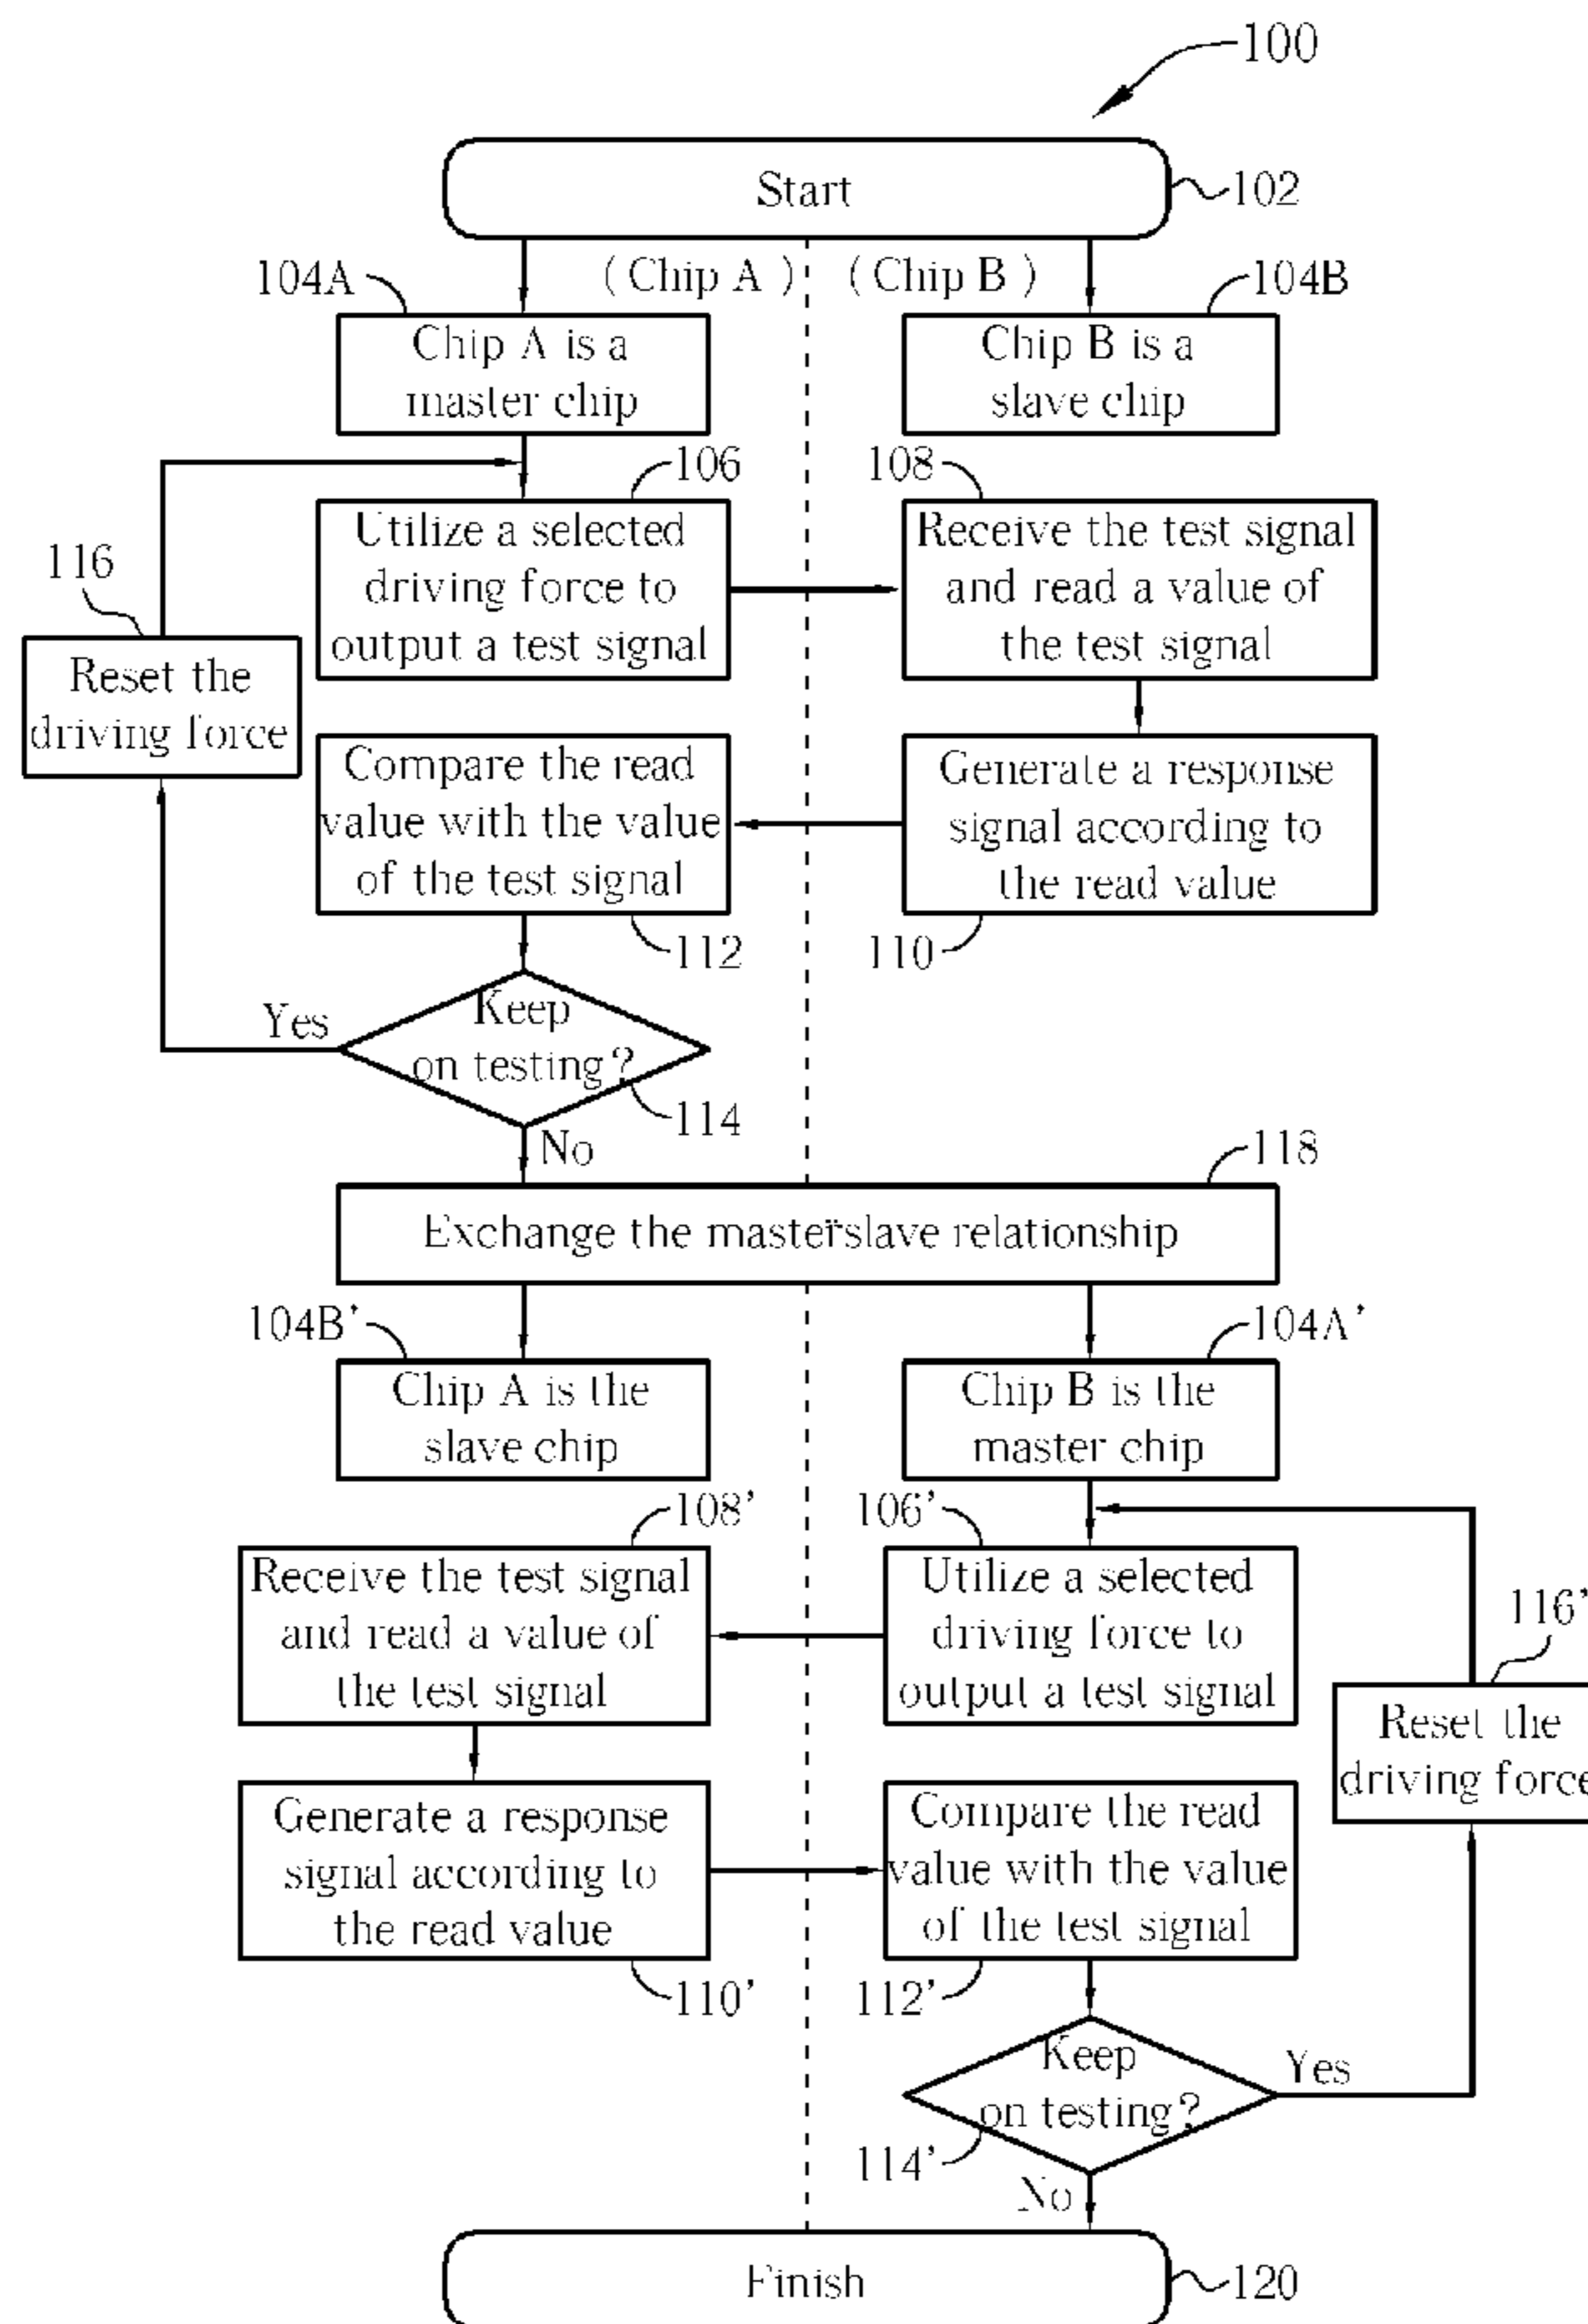 100
Start
102
(Chip A)
(Chip B)
104A
104B
Chip A is a
master chip
Chip B is a
slave chip
106
108
Utilize a selected
driving force to
output a test signal
Receive the test signal
and read a value of
the test signal
116
Reset the
driving force
Compare the read
value with the value
of the test signal
Generate a response
signal according to
the read value
112
110
Keep
on testing?
Yes
114
No
118
Exchange the master-slave relationship
104B'
104A'
Chip A is the
slave chip
Chip B is the
master chip
108'
106'
Receive the test signal
and read a value of
the test signal
Utilize a selected
driving force to
output a test signal
116'
Reset the
driving force
Generate a response
signal according to
the read value
Compare the read
value with the value
of the test signal
110'
112'
Keep
on testing?
Yes
114'
No
Finish
120